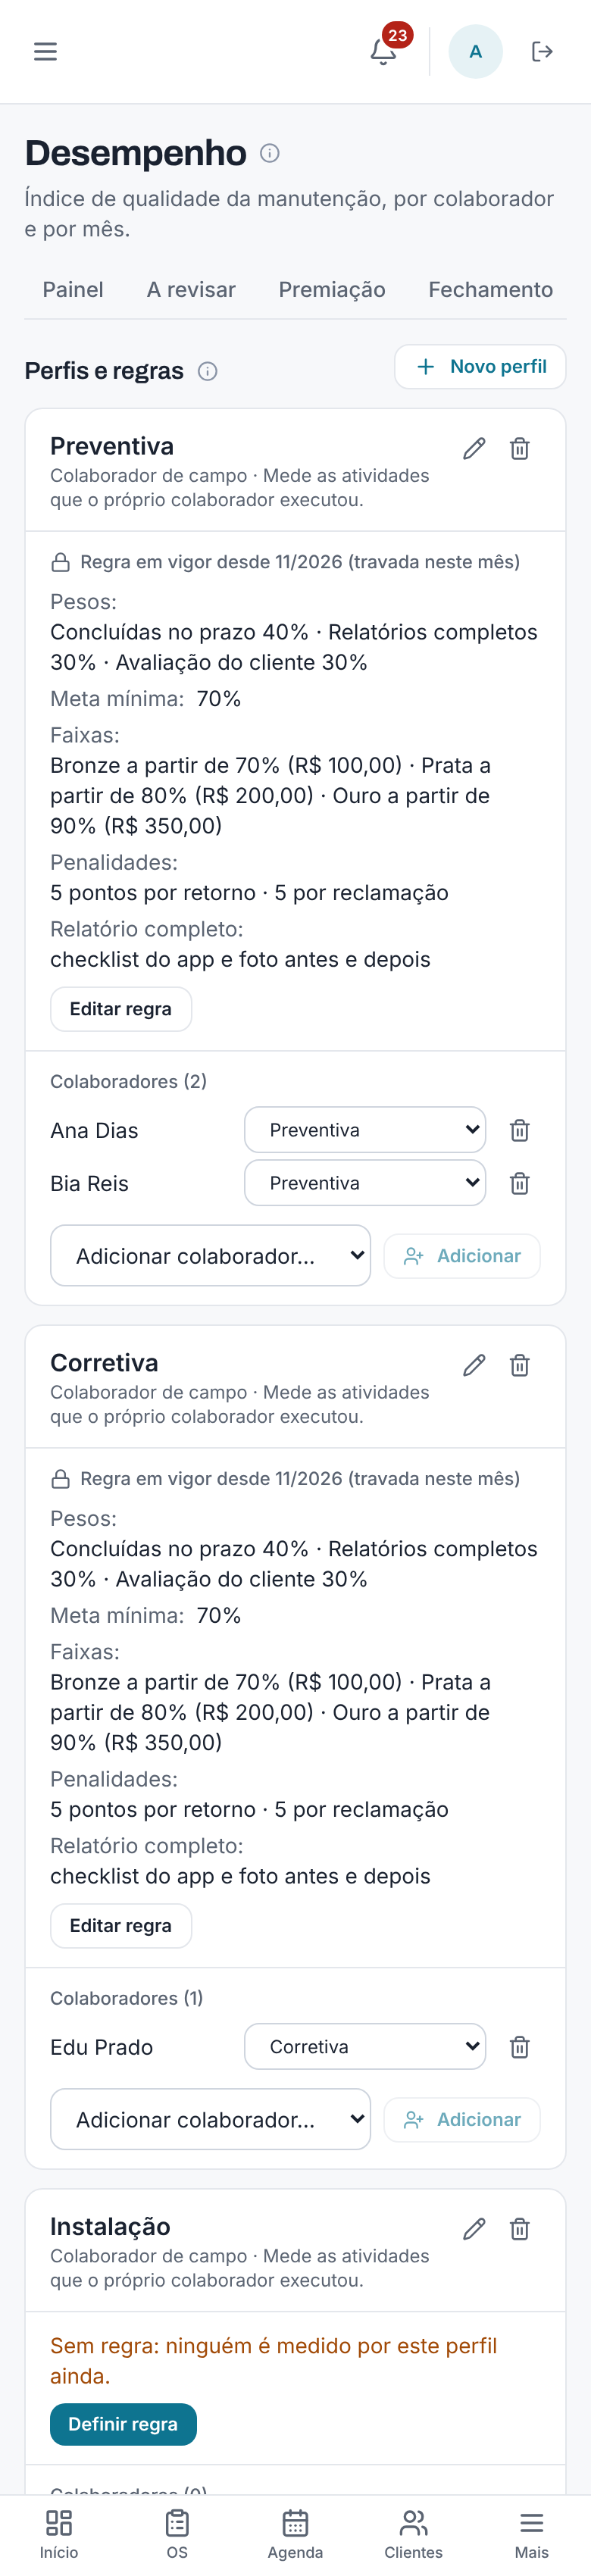 23
A
Desempenho
Índice de qualidade da manutenção, por colaborador
e por mês.
Painel A revisar Premiação Fechamento
Perfis e regras
Novo perfil
Preventiva
Colaborador de campo · Mede as atividades
que o próprio colaborador executou.
Regra em vigor desde 11/2026 (travada neste mês)
Pesos:
Concluídas no prazo 40% · Relatórios completos
30% · Avaliação do cliente 30%
Meta mínima: 70%
Faixas:
Bronze a partir de 70% (R$ 100,00) · Prata a
partir de 80% (R$ 200,00) · Ouro a partir de
90% (R$ 350,00)
Penalidades:
5 pontos por retorno · 5 por reclamação
Relatório completo:
checklist do app e foto antes e depois
Editar regra
Colaboradores (2)
Ana Dias Preventiva
Bia Reis Preventiva
Adicionar colaborador... Adicionar
Corretiva
Colaborador de campo · Mede as atividades
que o próprio colaborador executou.
Regra em vigor desde 11/2026 (travada neste mês)
Pesos:
Concluídas no prazo 40% · Relatórios completos
30% · Avaliação do cliente 30%
Meta mínima: 70%
Faixas:
Bronze a partir de 70% (R$ 100,00) · Prata a
partir de 80% (R$ 200,00) · Ouro a partir de
90% (R$ 350,00)
Penalidades:
5 pontos por retorno · 5 por reclamação
Relatório completo:
checklist do app e foto antes e depois
Editar regra
Colaboradores (1)
Edu Prado Corretiva
Adicionar colaborador... Adicionar
Instalação
Colaborador de campo · Mede as atividades
que o próprio colaborador executou.
Sem regra: ninguém é medido por este perfil
ainda.
Definir regra
Colaboradores (0)
Início OS Agenda Clientes Mais